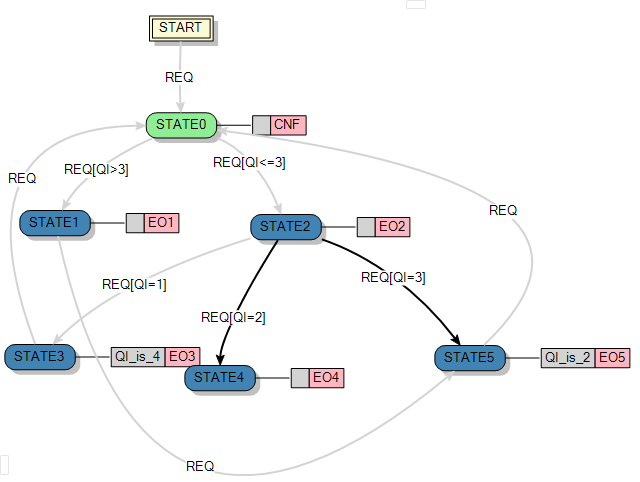 START
REQ
STATE0
CNF
REQ[QI>3]
REQ[QI<=3]
REQ
STATE1
EO1
STATE2
EO2
REQ
REQ[QI=1]
REQ[QI=3]
REQ[QI=2]
STATE3
QI_is_4
EO3
STATE4
EO4
STATE5
QI_is_2
EO5
REQ